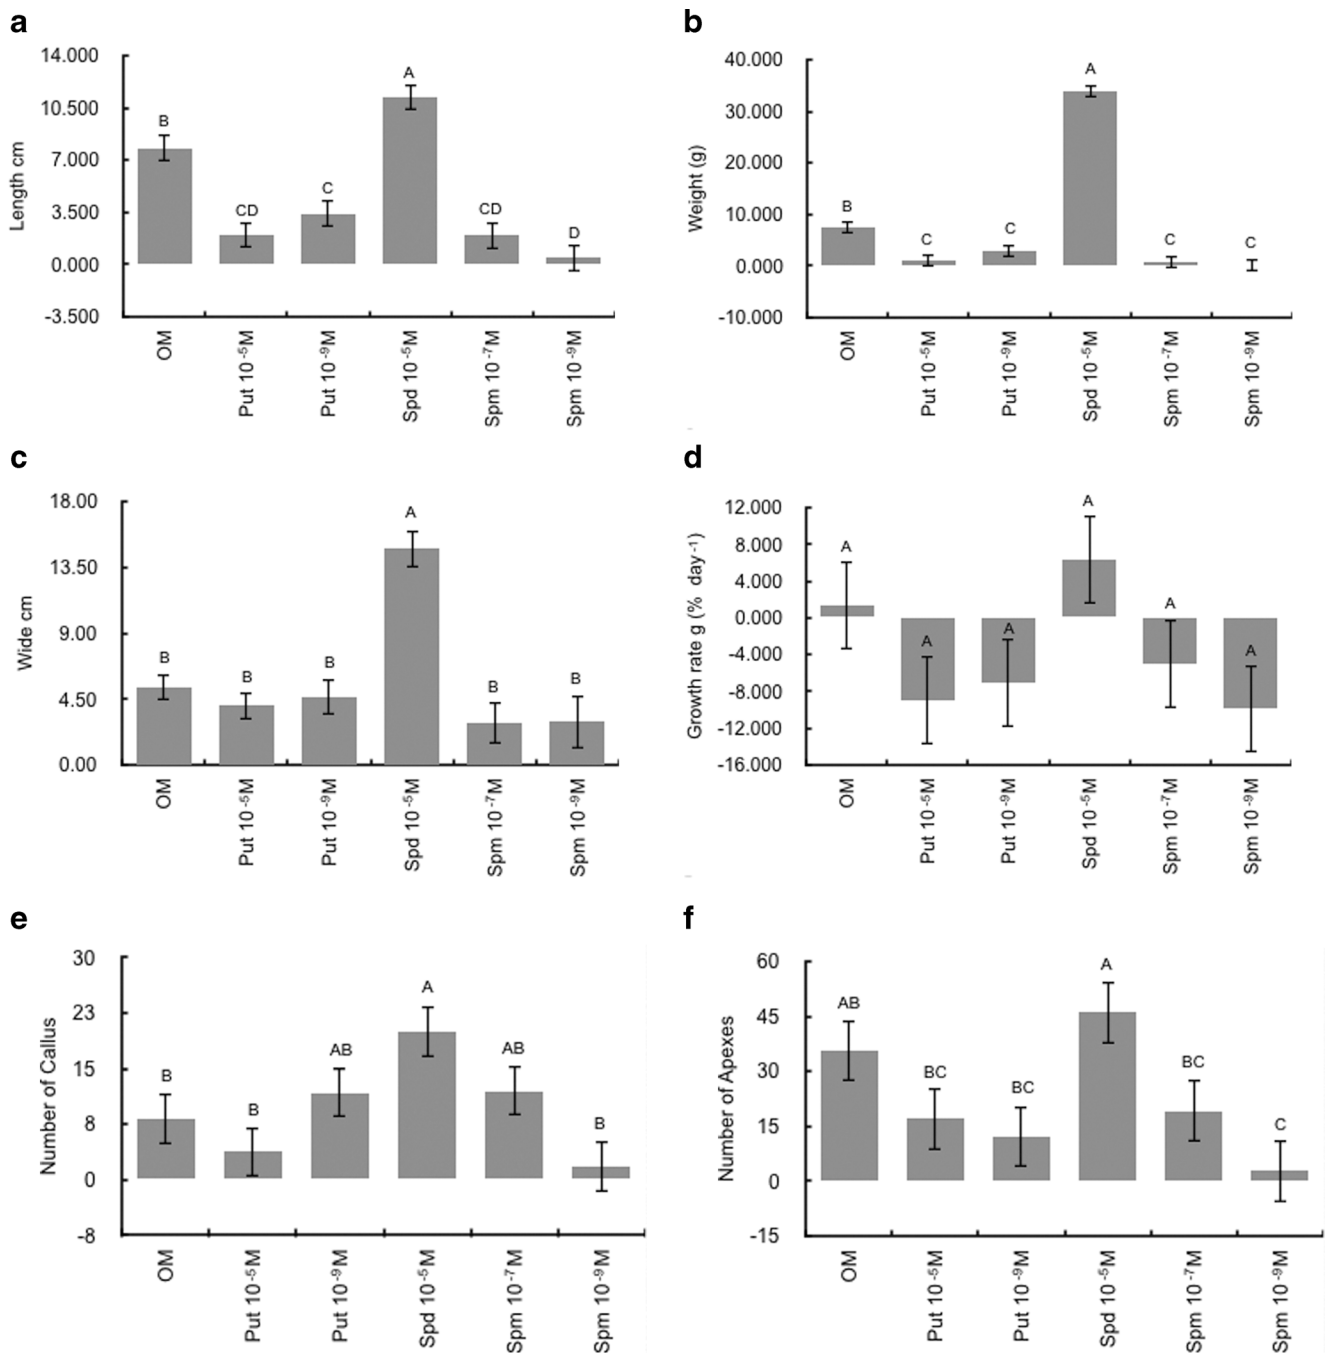 a
14.000
10.500
7.000
3.500
0.000
-3.500
Length cm
B
CD
C
A
CD
D
OM
Put 10⁻⁵M
Put 10⁻⁹M
Spd 10⁻⁵M
Spm 10⁻⁷M
Spm 10⁻⁹M
b
40.000
30.000
20.000
10.000
0.000
-10.000
Weight (g)
B
C
C
A
C
C
OM
Put 10⁻⁵M
Put 10⁻⁹M
Spd 10⁻⁵M
Spm 10⁻⁷M
Spm 10⁻⁹M
c
18.00
13.50
9.00
4.50
0.00
Wide cm
B
B
B
A
B
B
OM
Put 10⁻⁵M
Put 10⁻⁹M
Spd 10⁻⁵M
Spm 10⁻⁷M
Spm 10⁻⁹M
d
12.000
8.000
4.000
0.000
-4.000
-8.000
-12.000
-16.000
Growth rate g (% day⁻¹)
A
A
A
A
A
A
OM
Put 10⁻⁵M
Put 10⁻⁹M
Spd 10⁻⁵M
Spm 10⁻⁷M
Spm 10⁻⁹M
e
30
23
15
8
0
-8
Number of Callus
B
B
AB
A
AB
B
OM
Put 10⁻⁵M
Put 10⁻⁹M
Spd 10⁻⁵M
Spm 10⁻⁷M
Spm 10⁻⁹M
f
60
45
30
15
0
-15
Number of Apexes
AB
BC
BC
A
BC
C
OM
Put 10⁻⁵M
Put 10⁻⁹M
Spd 10⁻⁵M
Spm 10⁻⁷M
Spm 10⁻⁹M